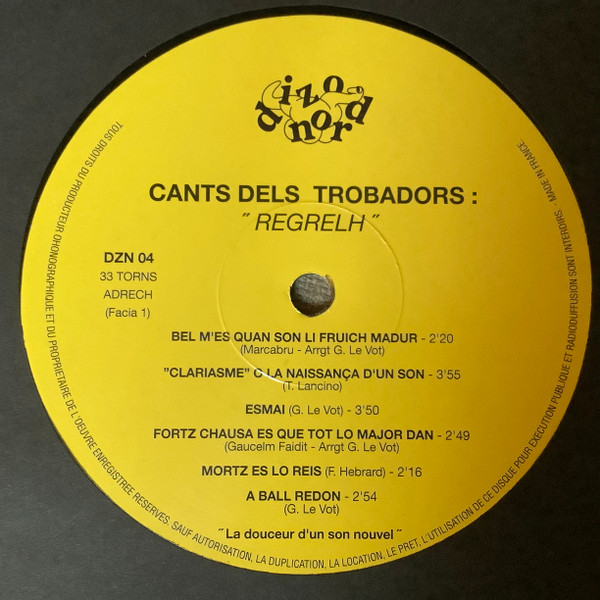 dizo
nord
CANTS DELS TROBADORS :
˝ REGRELH ˝
DZN 04
33 TORNS
ADRECH
(Facia 1)
BEL M'ES QUAN SON LI FRUICH MADUR - 2'20
(Marcabru - Arrgt G. Le Vot)
"CLARIASME" O LA NAISSANÇA D'UN SON - 3'55
(T. Lancino)
ESMAI (G. Le Vot) - 3'50
FORTZ CHAUSA ES QUE TOT LO MAJOR DAN - 2'49
(Gaucelm Faidit - Arrgt G. Le Vot)
MORTZ ES LO REIS (F. Hebrard) - 2'16
A BALL REDON - 2'54
(G. Le Vot)
˝La douceur d'un son nouvel˝
TOUS DROITS DU PRODUCTEUR OHONOGRAPHIQUE ET DU PROPRIETAIRE DE L'OEUVRE ENREGISTREE RESERVES. SAUF AUTORISATION, LA DUPLICATION, LA LOCATION, LE PRET, L'UTILISATION DE CE DISQUE POUR EXECUTION PUBLIQUE ET RADIODUFFUSION SONT INTERDIRS - MADE IN FRANCE.